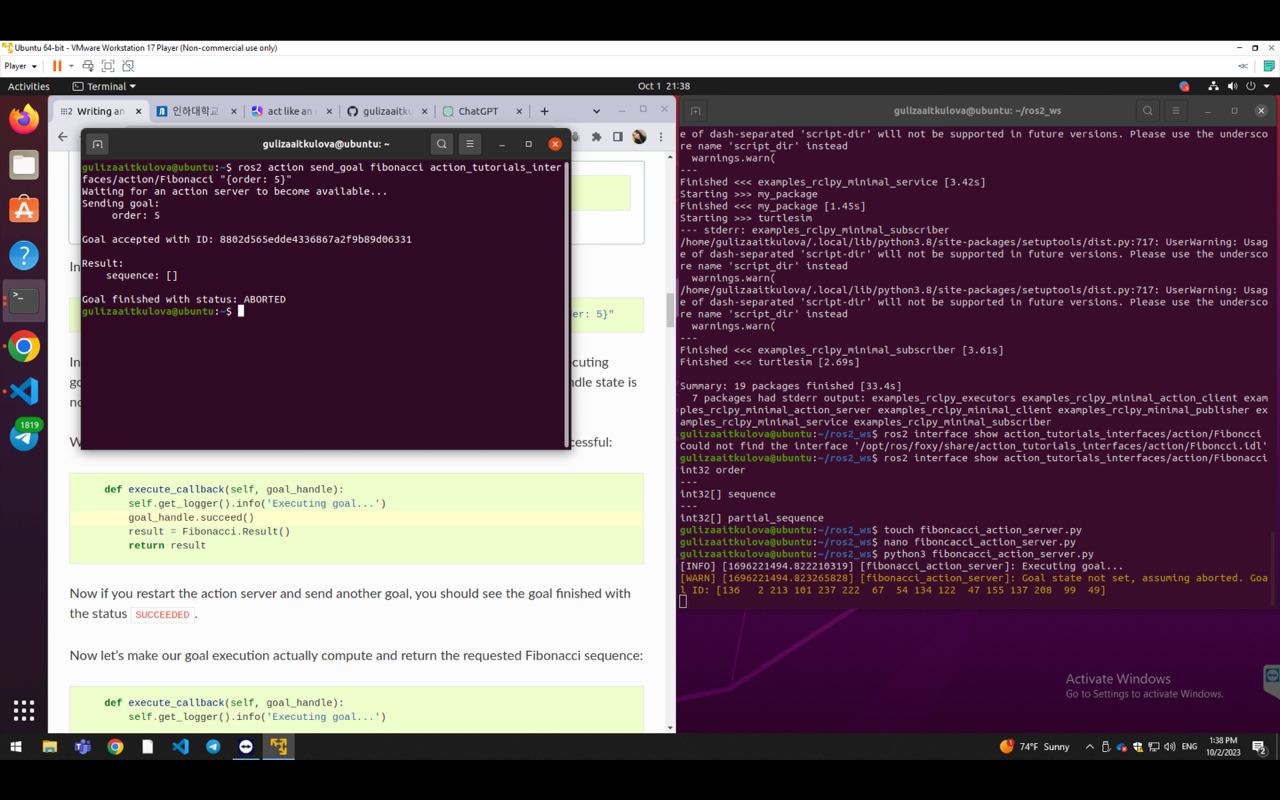 Ubuntu 64-bit - VMware Workstation 17 Player (Non-commercial use only)
Player
Activities
Terminal
Oct 1 21:38
Writing an
인하대학교
act like an
gulizaaitku
ChatGPT
gulizaaitkulova@ubuntu: ~
gulizaaitkulova@ubuntu:~$ ros2 action send_goal fibonacci action_tutorials_inter
faces/action/Fibonacci "{order: 5}"
Waiting for an action server to become available...
Sending goal:
order: 5
Goal accepted with ID: 8802d565edde4336867a2f9b89d06331
Result:
sequence: []
Goal finished with status: ABORTED
gulizaaitkulova@ubuntu:~$
In
er: 5}"
In
cuting
go
ndle state is
no
W
cessful:
def execute_callback(self, goal_handle):
self.get_logger().info('Executing goal...')
goal_handle.succeed()
result = Fibonacci.Result()
return result
Now if you restart the action server and send another goal, you should see the goal finished with
the status SUCCEEDED .
Now let's make our goal execution actually compute and return the requested Fibonacci sequence:
def execute_callback(self, goal_handle):
self.get_logger().info('Executing goal...')
gulizaaitkulova@ubuntu: ~/ros2_ws
e of dash-separated 'script-dir' will not be supported in future versions. Please use the undersco
re name 'script_dir' instead
warnings.warn(
---
Finished <<< examples_rclpy_minimal_service [3.42s]
Starting >>> my_package
Finished <<< my_package [1.45s]
Starting >>> turtlesim
--- stderr: examples_rclpy_minimal_subscriber
/home/gulizaaitkulova/.local/lib/python3.8/site-packages/setuptools/dist.py:717: UserWarning: Usag
e of dash-separated 'script-dir' will not be supported in future versions. Please use the undersco
re name 'script_dir' instead
warnings.warn(
/home/gulizaaitkulova/.local/lib/python3.8/site-packages/setuptools/dist.py:717: UserWarning: Usag
e of dash-separated 'script-dir' will not be supported in future versions. Please use the undersco
re name 'script_dir' instead
warnings.warn(
---
Finished <<< examples_rclpy_minimal_subscriber [3.61s]
Finished <<< turtlesim [2.69s]
Summary: 19 packages finished [33.4s]
7 packages had stderr output: examples_rclpy_executors examples_rclpy_minimal_action_client exam
ples_rclpy_minimal_action_server examples_rclpy_minimal_client examples_rclpy_minimal_publisher ex
amples_rclpy_minimal_service examples_rclpy_minimal_subscriber
gulizaaitkulova@ubuntu:~/ros2_ws$ ros2 interface show action_tutorials_interfaces/action/Fiboncci
Could not find the interface '/opt/ros/foxy/share/action_tutorials_interfaces/action/Fiboncci.idl'
gulizaaitkulova@ubuntu:~/ros2_ws$ ros2 interface show action_tutorials_interfaces/action/Fibonacci
int32 order
---
int32[] sequence
---
int32[] partial_sequence
gulizaaitkulova@ubuntu:~/ros2_ws$ touch fiboncacci_action_server.py
gulizaaitkulova@ubuntu:~/ros2_ws$ nano fiboncacci_action_server.py
gulizaaitkulova@ubuntu:~/ros2_ws$ python3 fiboncacci_action_server.py
[INFO] [1696221494.822210319] [fibonacci_action_server]: Executing goal...
[WARN] [1696221494.823265828] [fibonacci_action_server]: Goal state not set, assuming aborted. Goa
l ID: [136 2 213 101 237 222 67 54 134 122 47 155 137 208 99 49]
1819
Activate Windows
Go to Settings to activate Windows.
74°F Sunny
ENG
1:38 PM
10/2/2023
2